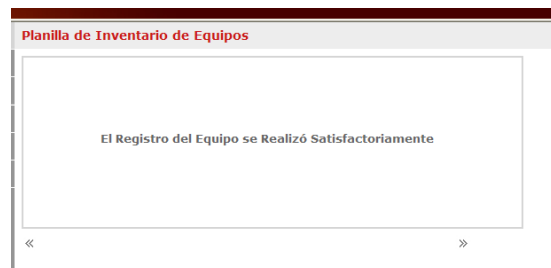 Planilla de Inventario de Equipos
El Registro del Equipo se Realizó Satisfactoriamente
« »